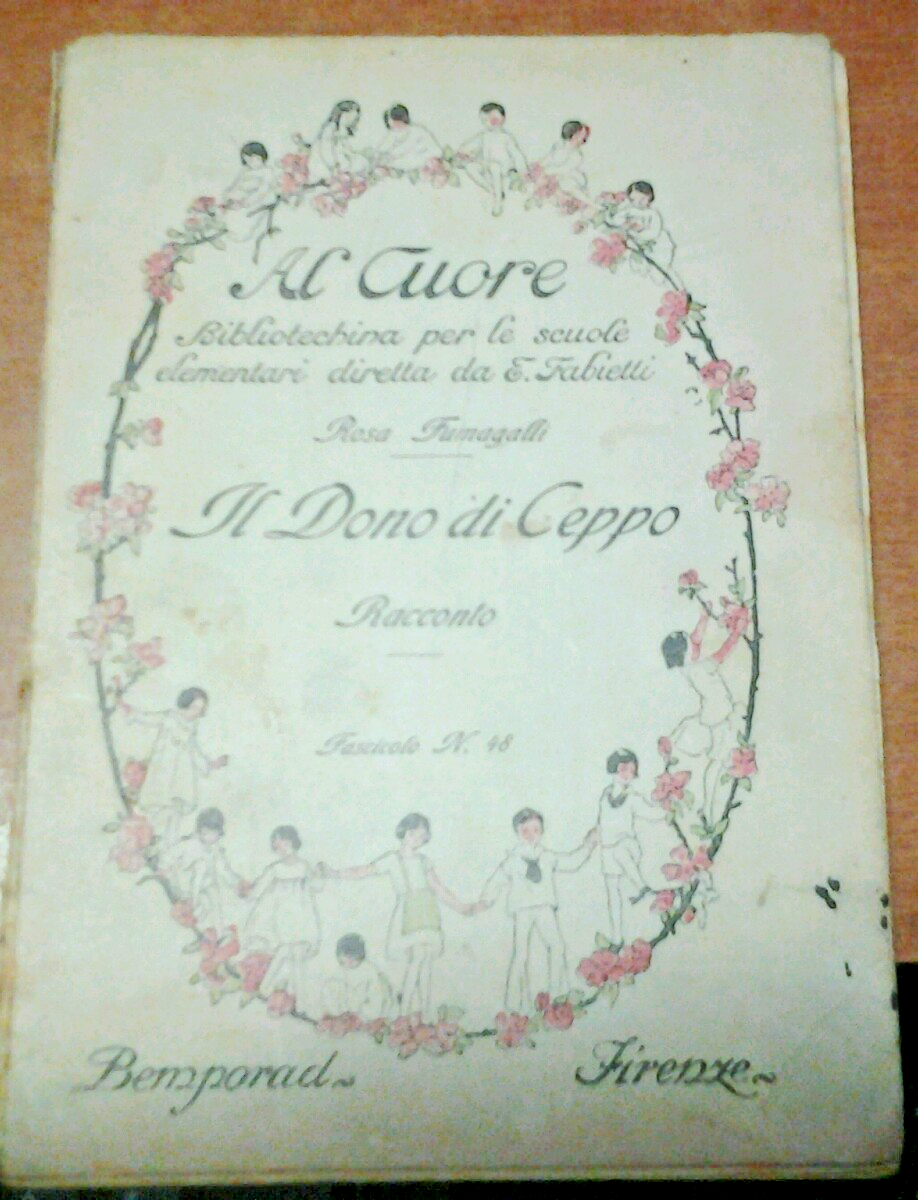 Al Cuore
Bibliotechina per le scuole
elementari diretta da E. Fabietti
Rosa Fumagalli
Il Dono di Ceppo
Racconto
Fascicolo N. 48
Bemporad~ Firenze~